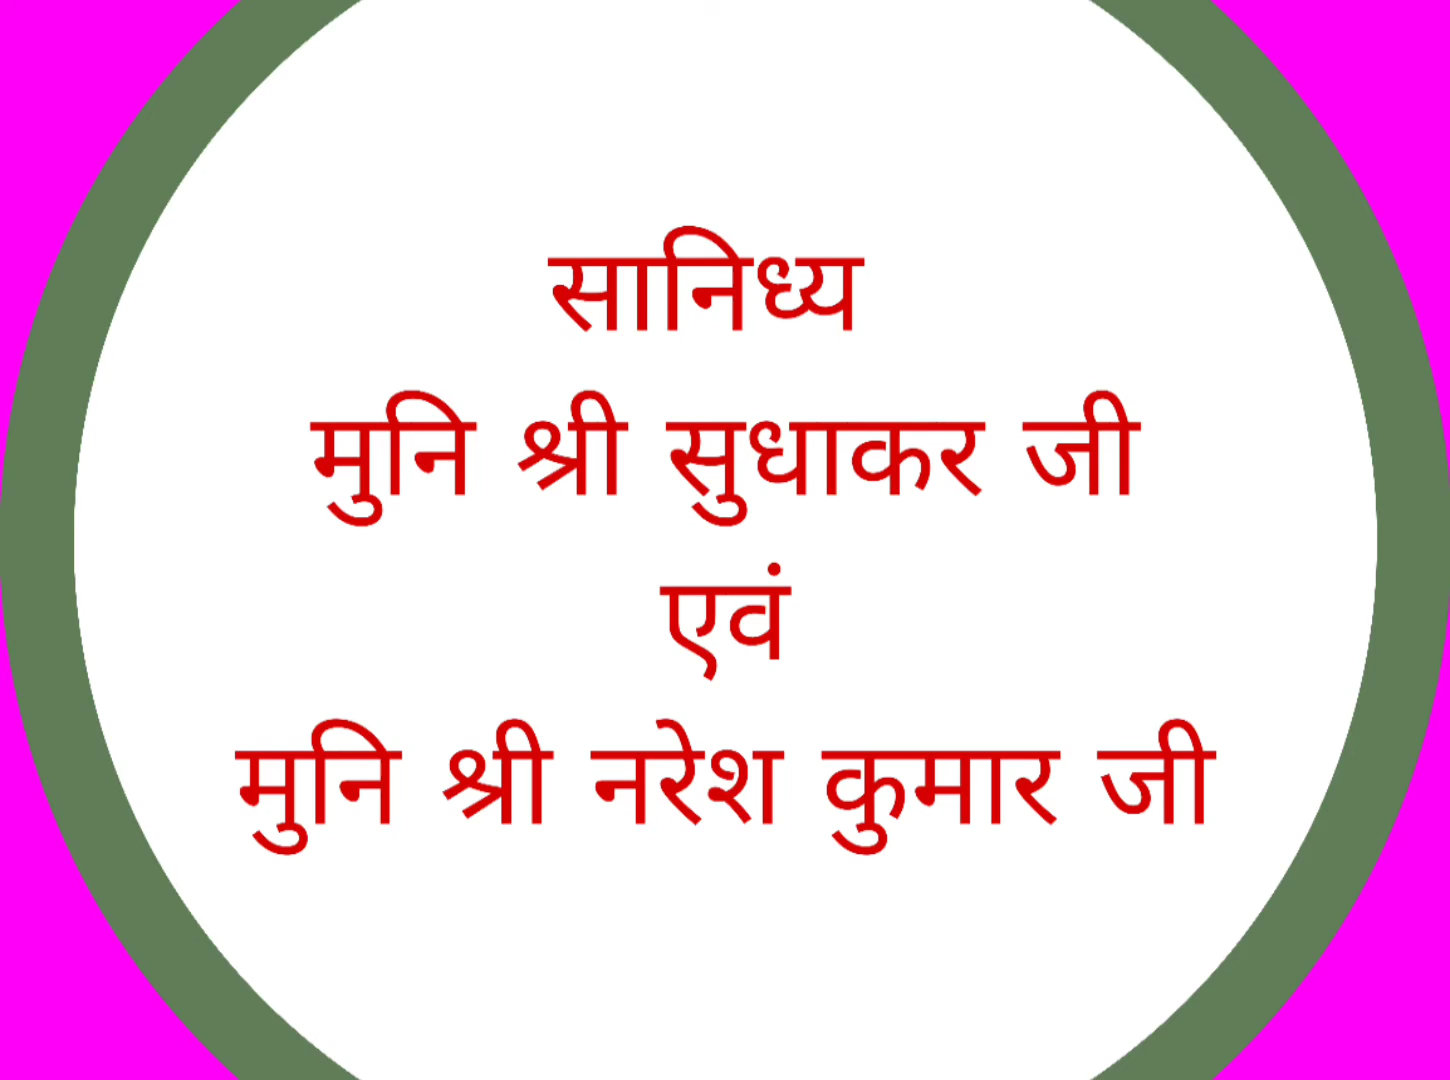 सानिध्य
मुनि श्री सुधाकर जी
एवं
मुनि श्री नरेश कुमार जी